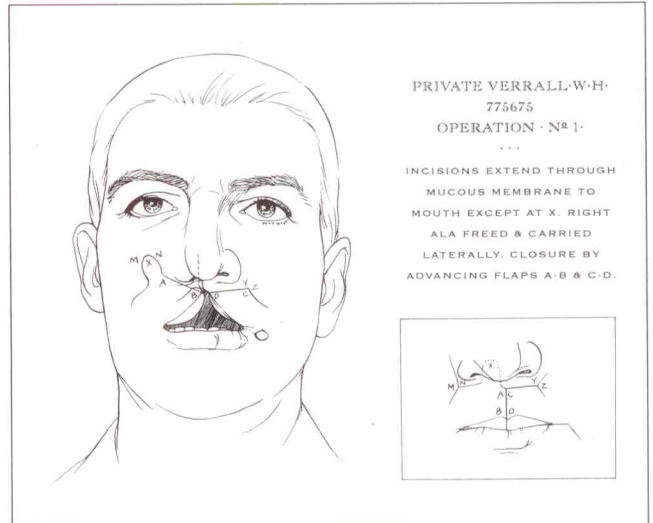 PRIVATE VERRALL·W·H·
775675
OPERATION · Nº 1·
...
INCISIONS EXTEND THROUGH
MUCOUS MEMBRANE TO
MOUTH EXCEPT AT X. RIGHT
ALA FREED & CARRIED
LATERALLY. CLOSURE BY
ADVANCING FLAPS A·B & C·D.
M X N
A
B D
Y
C Z
X
M N
Y Z
A C
B D